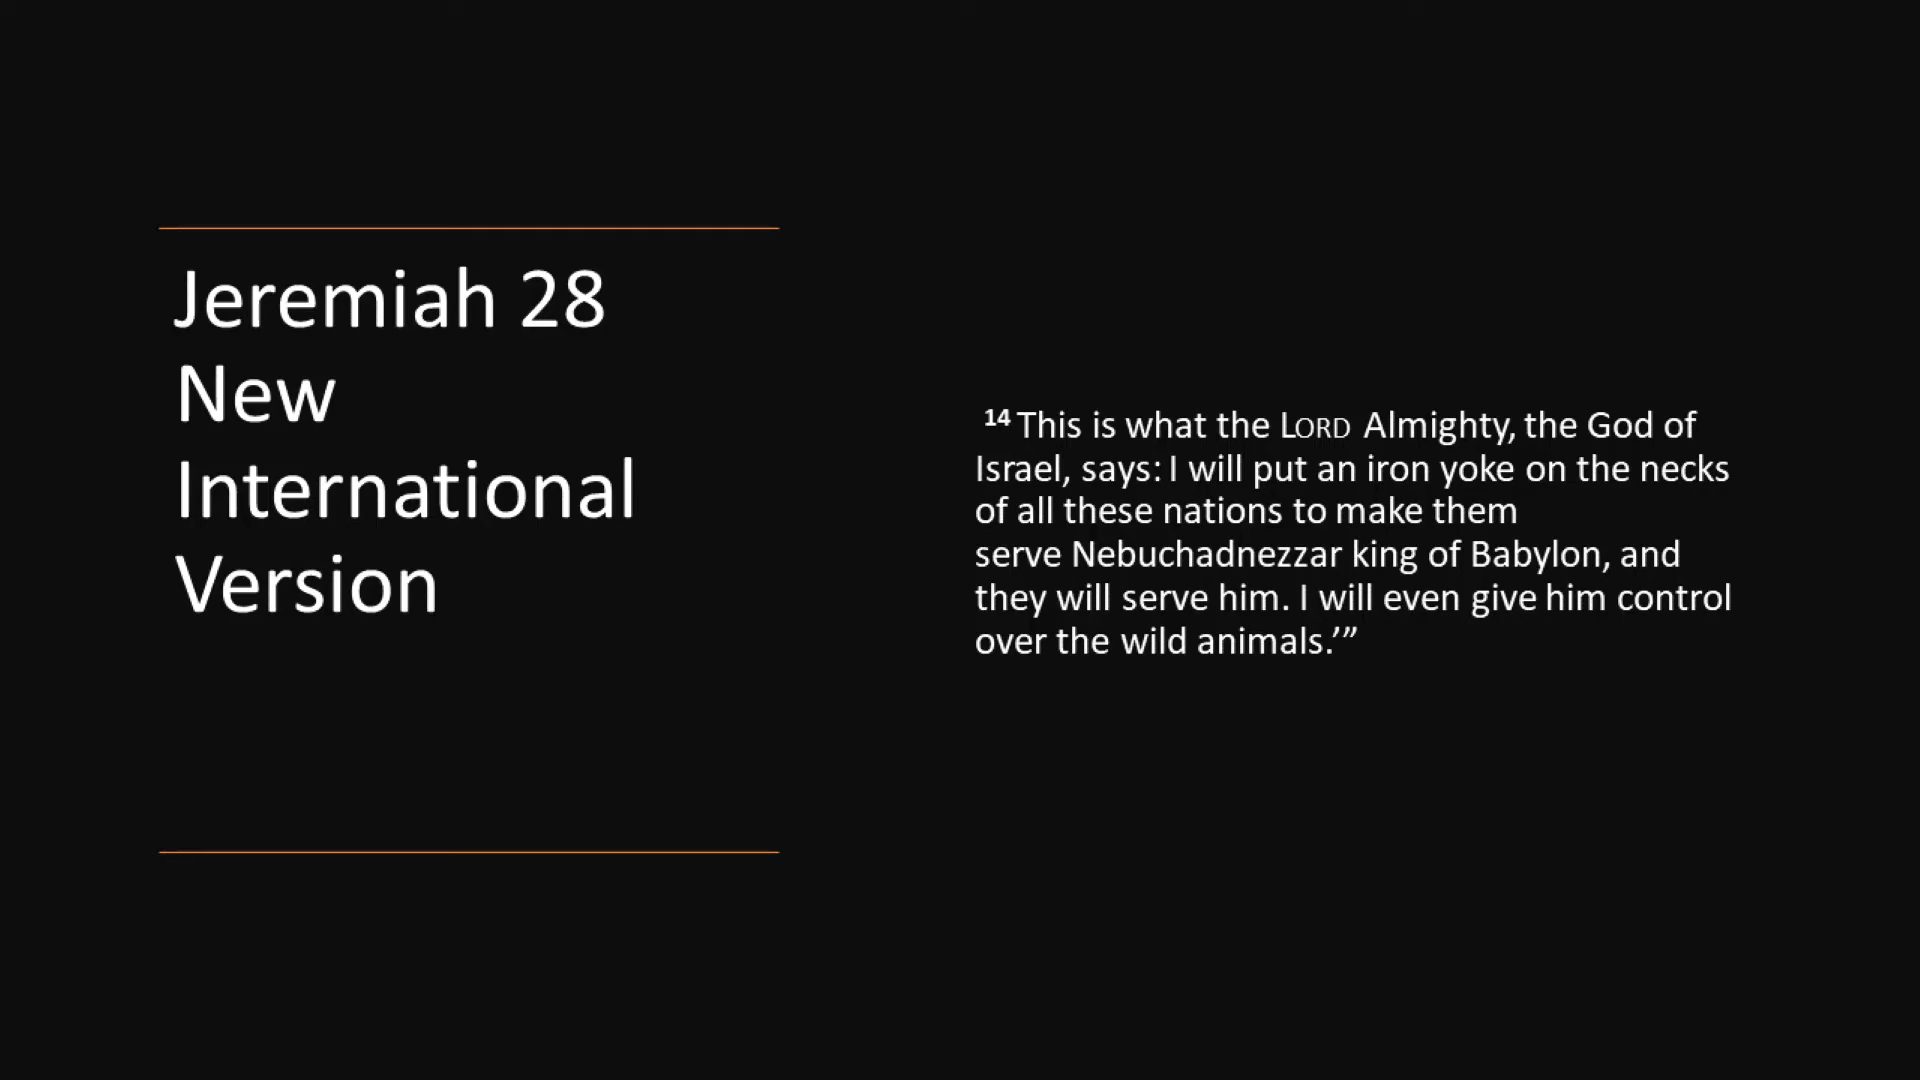 Jeremiah 28
New
International
Version
14 This is what the LORD Almighty, the God of
Israel, says: I will put an iron yoke on the necks
of all these nations to make them
serve Nebuchadnezzar king of Babylon, and
they will serve him. I will even give him control
over the wild animals.’”